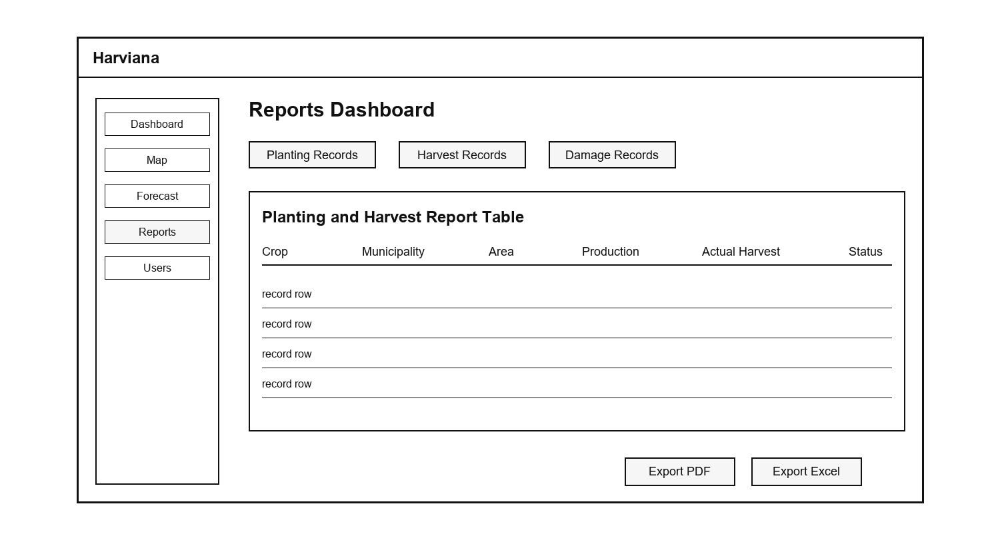 Harviana
Dashboard
Map
Forecast
Reports
Users
Reports Dashboard
Planting Records Harvest Records Damage Records
Planting and Harvest Report Table
Crop Municipality Area Production Actual Harvest Status
record row
record row
record row
record row
Export PDF Export Excel